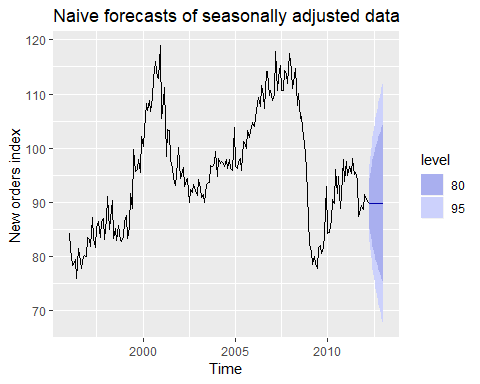 Naive forecasts of seasonally adjusted data
120
110
100
90
80
70
New orders index
2000
2005
2010
Time
level
80
95